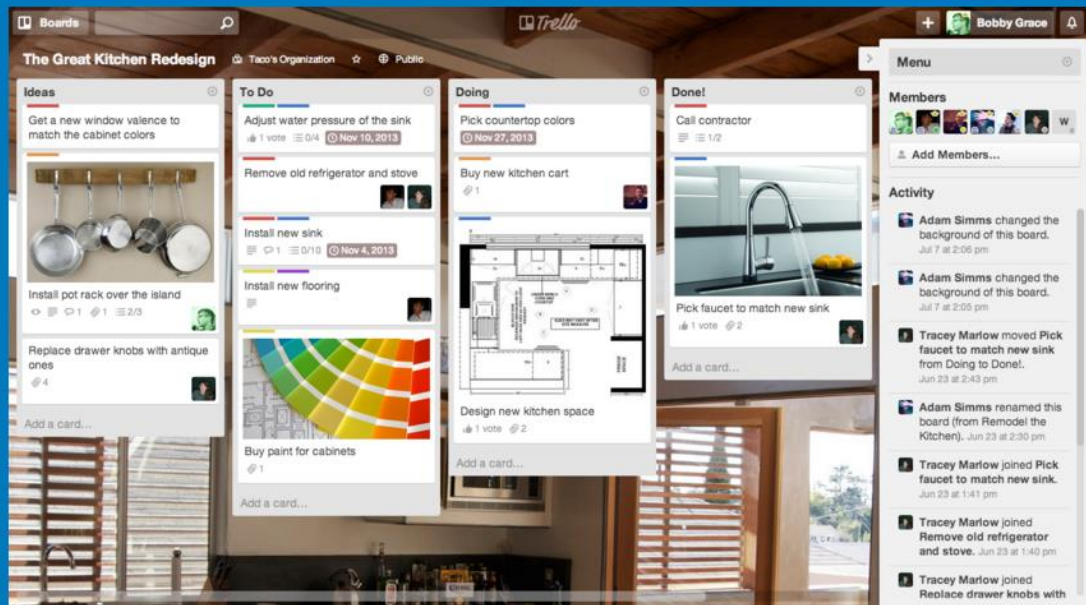 Boards
Trello
Bobby Grace
The Great Kitchen Redesign
Taco's Organization
Public
Ideas
Get a new window valence to
match the cabinet colors
Install pot rack over the island
1
1
2/3
Replace drawer knobs with antique
ones
4
Add a card...
To Do
Adjust water pressure of the sink
1 vote 0/4 Nov 10, 2013
Remove old refrigerator and stove
Install new sink
1 0/10 Nov 4, 2013
Install new flooring
Buy paint for cabinets
1
Add a card...
Doing
Pick countertop colors
Nov 27, 2013
Buy new kitchen cart
1
Design new kitchen space
1 vote 2
Add a card...
Done!
Call contractor
1/2
Pick faucet to match new sink
1 vote 2
Add a card...
Menu
Members
W
Add Members...
Activity
Adam Simms changed the
background of this board.
Jul 7 at 2:06 pm
Adam Simms changed the
background of this board.
Jul 7 at 2:05 pm
Tracey Marlow moved Pick
faucet to match new sink
from Doing to Done!.
Jun 23 at 2:43 pm
Adam Simms renamed this
board (from Remodel the
Kitchen). Jun 23 at 2:30 pm
Tracey Marlow joined Pick
faucet to match new sink.
Jun 23 at 1:41 pm
Tracey Marlow joined
Remove old refrigerator
and stove. Jun 23 at 1:40 pm
Tracey Marlow joined
Replace drawer knobs with